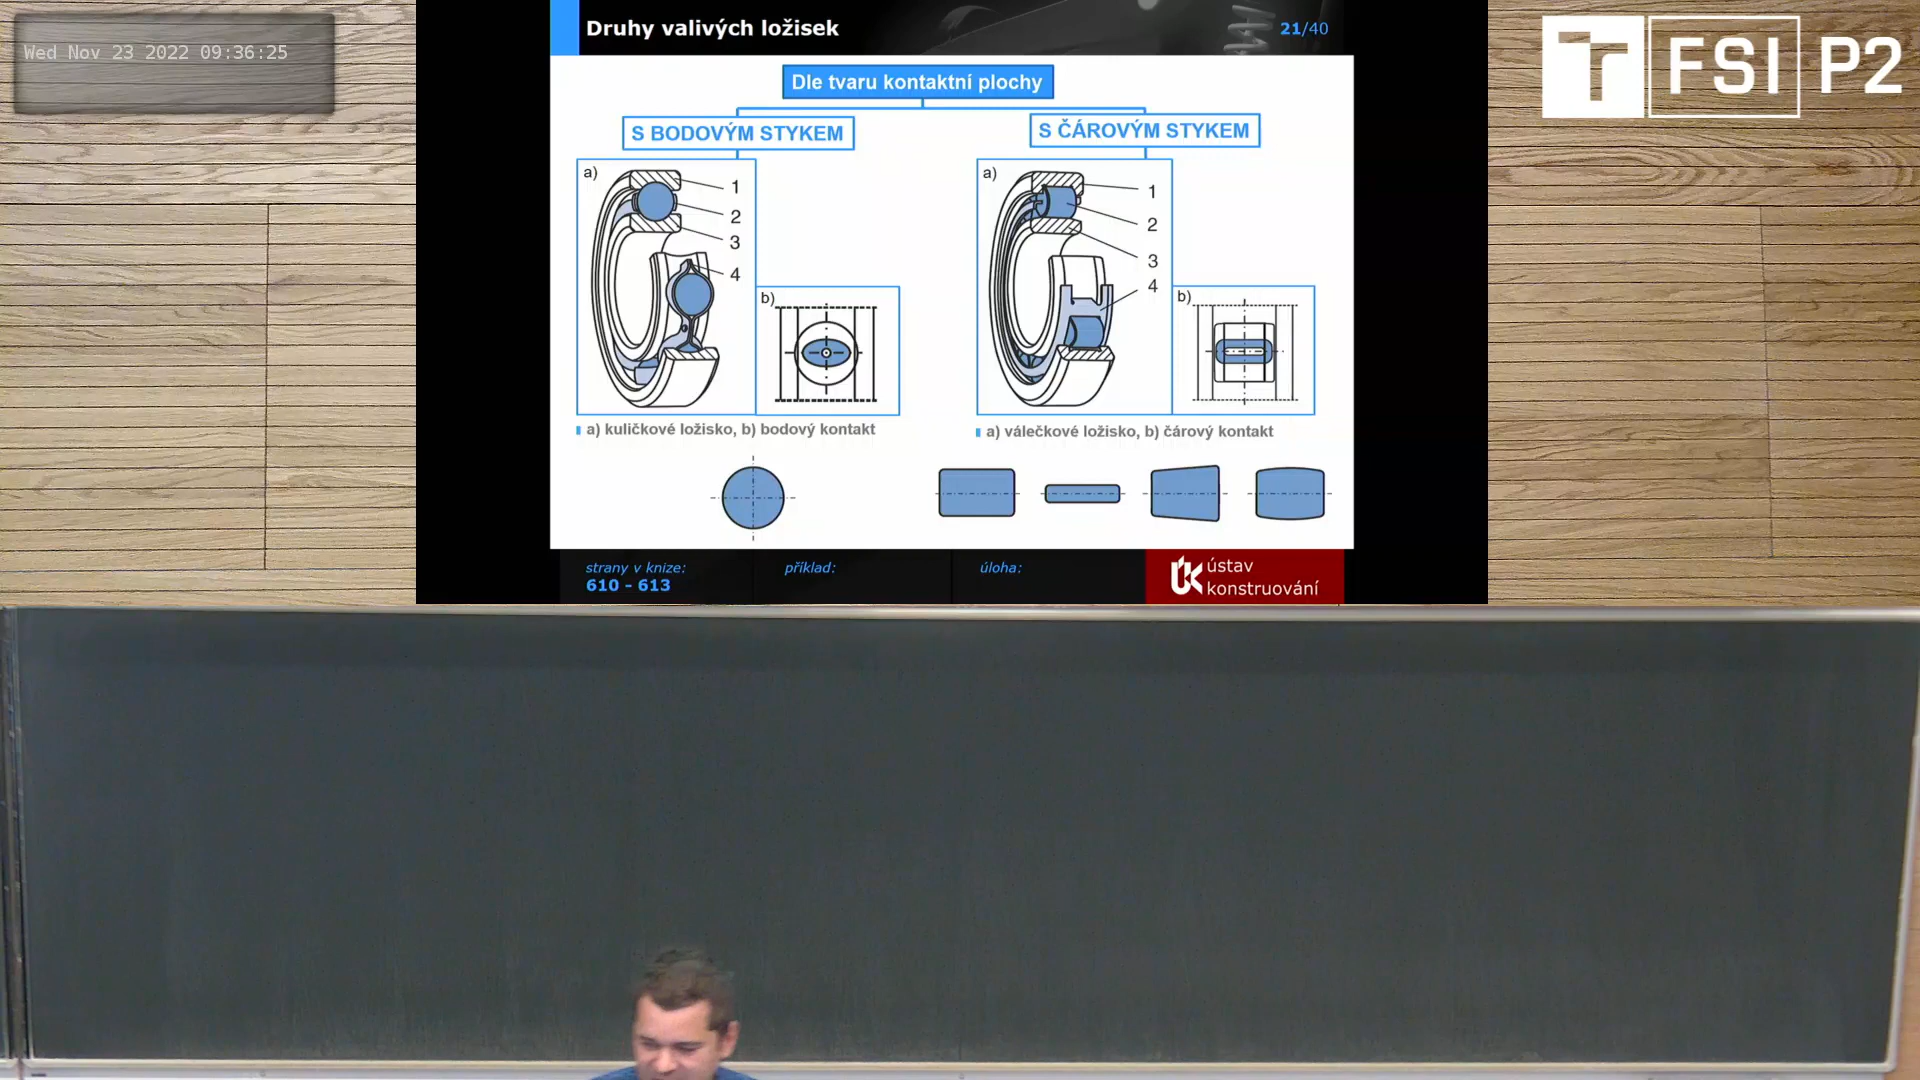 Wed Nov 23 2022 09:36:25
Druhy valivých ložisek
21/40
T FSI P2
Dle tvaru kontaktní plochy
S BODOVÝM STYKEM
S ČÁROVÝM STYKEM
a)
1
2
3
4
b)
a)
1
2
3
4
b)
a) kuličkové ložisko, b) bodový kontakt
a) válečkové ložisko, b) čárový kontakt
strany v knize:
610 - 613
příklad:
úloha:
ústav
konstruování